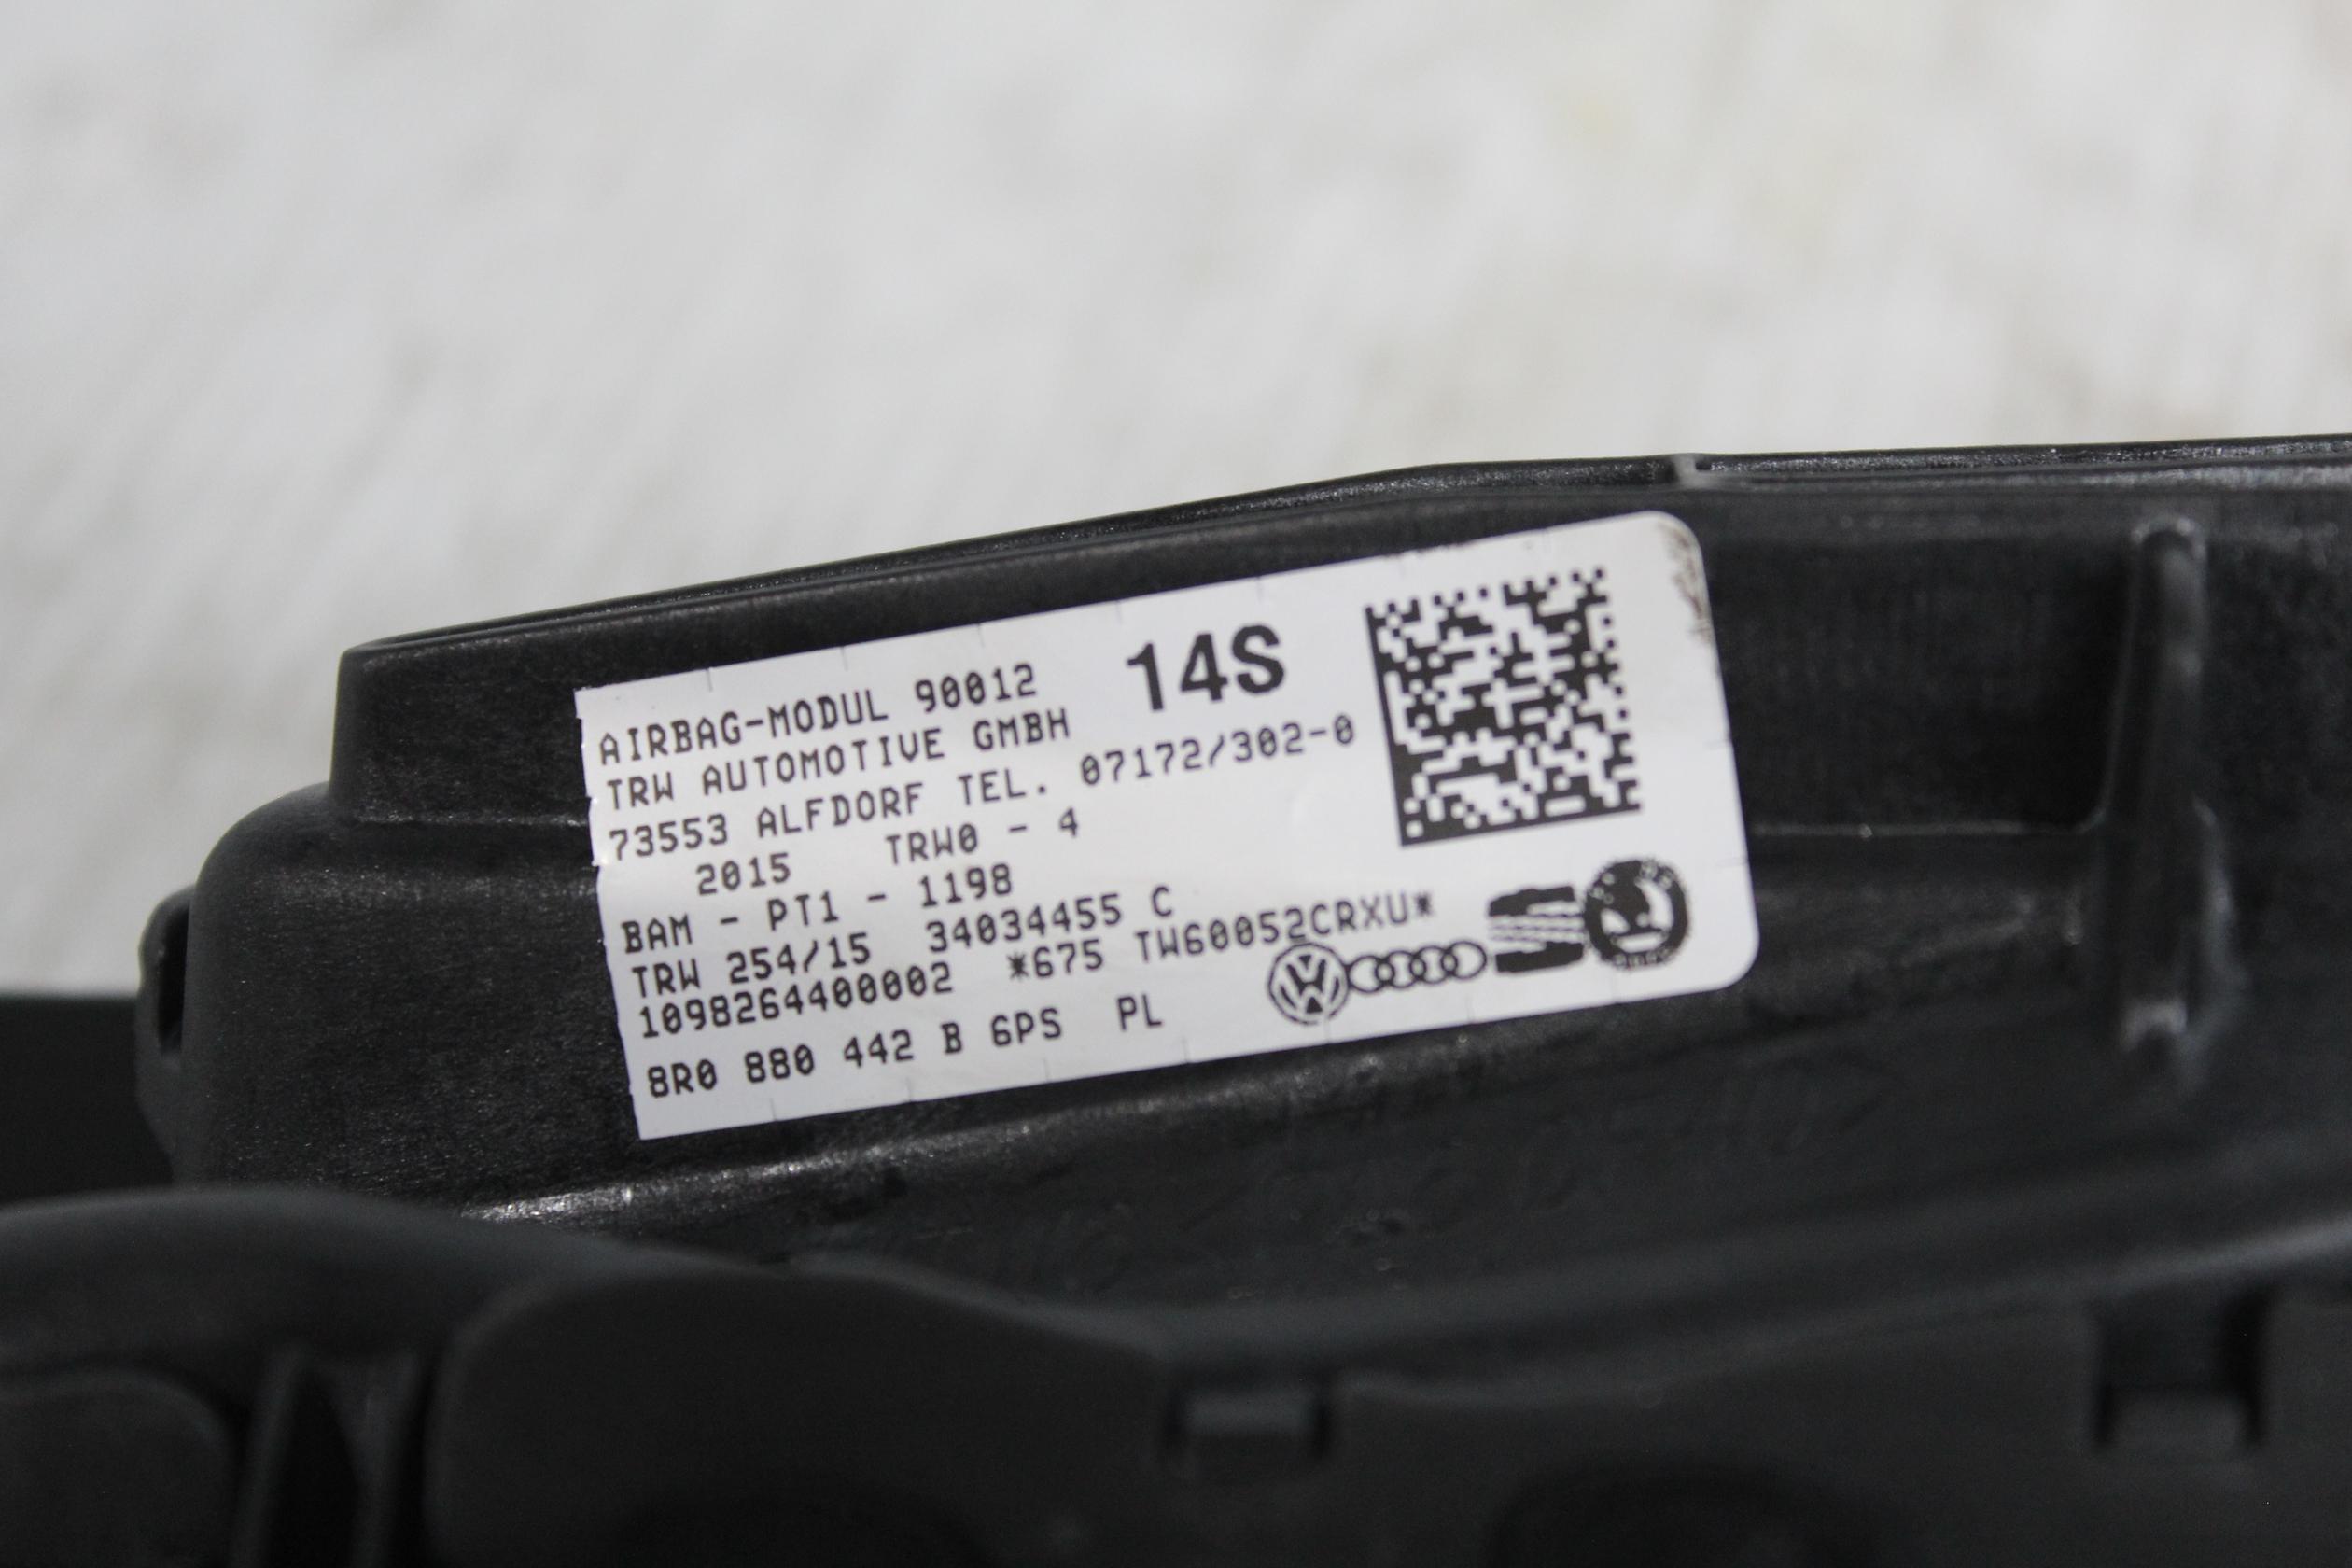 AIRBAG-MODUL 90012 14S
TRW AUTOMOTIVE GMBH
73553 ALFDORF TEL. 07172/302-0
2015 TRW0 - 4
BAM - PT1 - 1198
TRW 254/15 34034455 C
1098264400002 *675 TW60052CRXU*
8R0 880 442 B 6PS PL